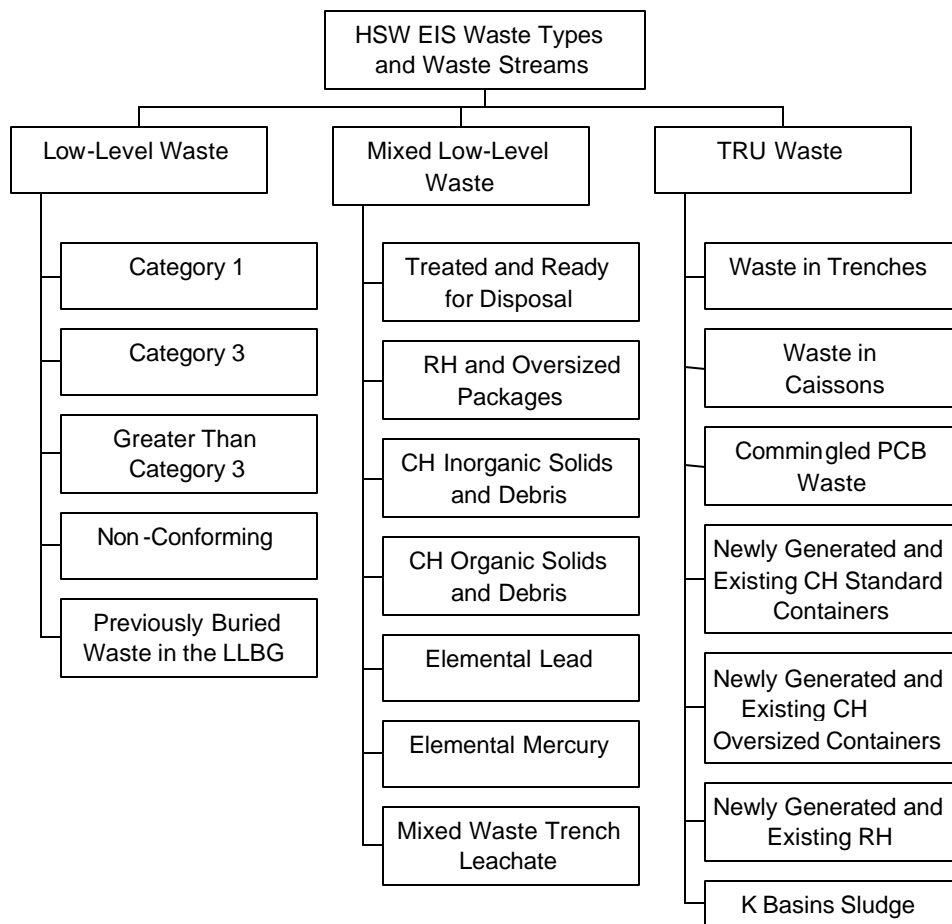 HSW EIS Waste Types
and Waste Streams
Low-Level Waste
Category 1
Category 3
Greater Than
Category 3
Non-Conforming
Previously Buried
Waste in the LLBG
Mixed Low-Level
Waste
Treated and Ready
for Disposal
RH and Oversized
Packages
CH Inorganic Solids
and Debris
CH Organic Solids
and Debris
Elemental Lead
Elemental Mercury
Mixed Waste Trench
Leachate
TRU Waste
Waste in Trenches
Waste in
Caissons
Commingled PCB
Waste
Newly Generated and
Existing CH Standard
Containers
Newly Generated and
Existing CH
Oversized Containers
Newly Generated and
Existing RH
K Basins Sludge